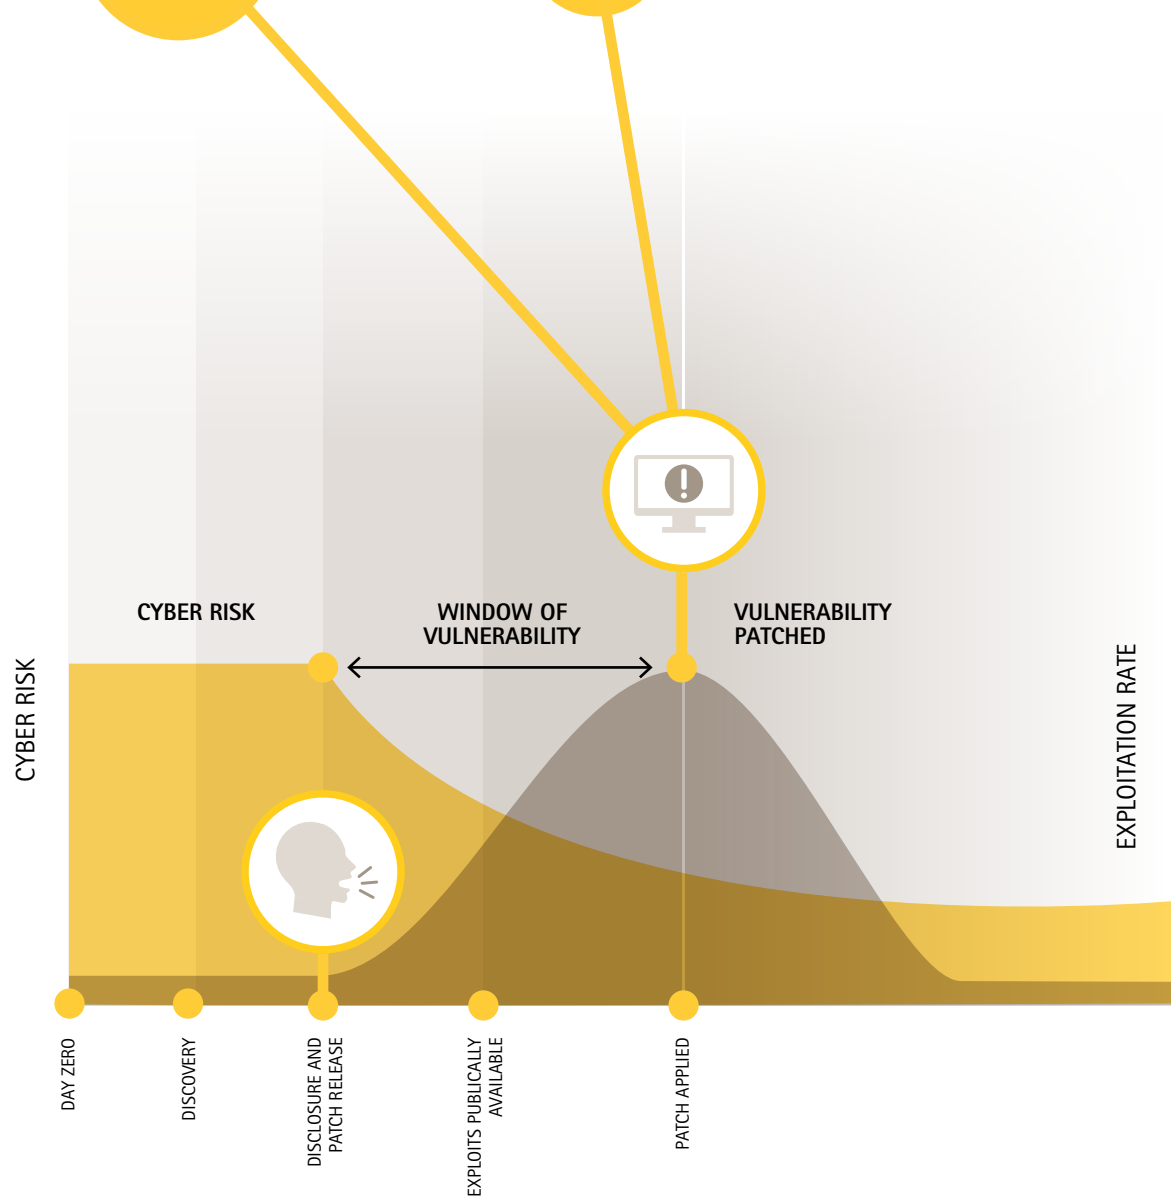 CYBER RISK
WINDOW OF
VULNERABILITY
VULNERABILITY
PATCHED
CYBER RISK
EXPLOITATION RATE
DAY ZERO
DISCOVERY
DISCLOSURE AND
PATCH RELEASE
EXPLOITS PUBLICALLY
AVAILABLE
PATCH APPLIED